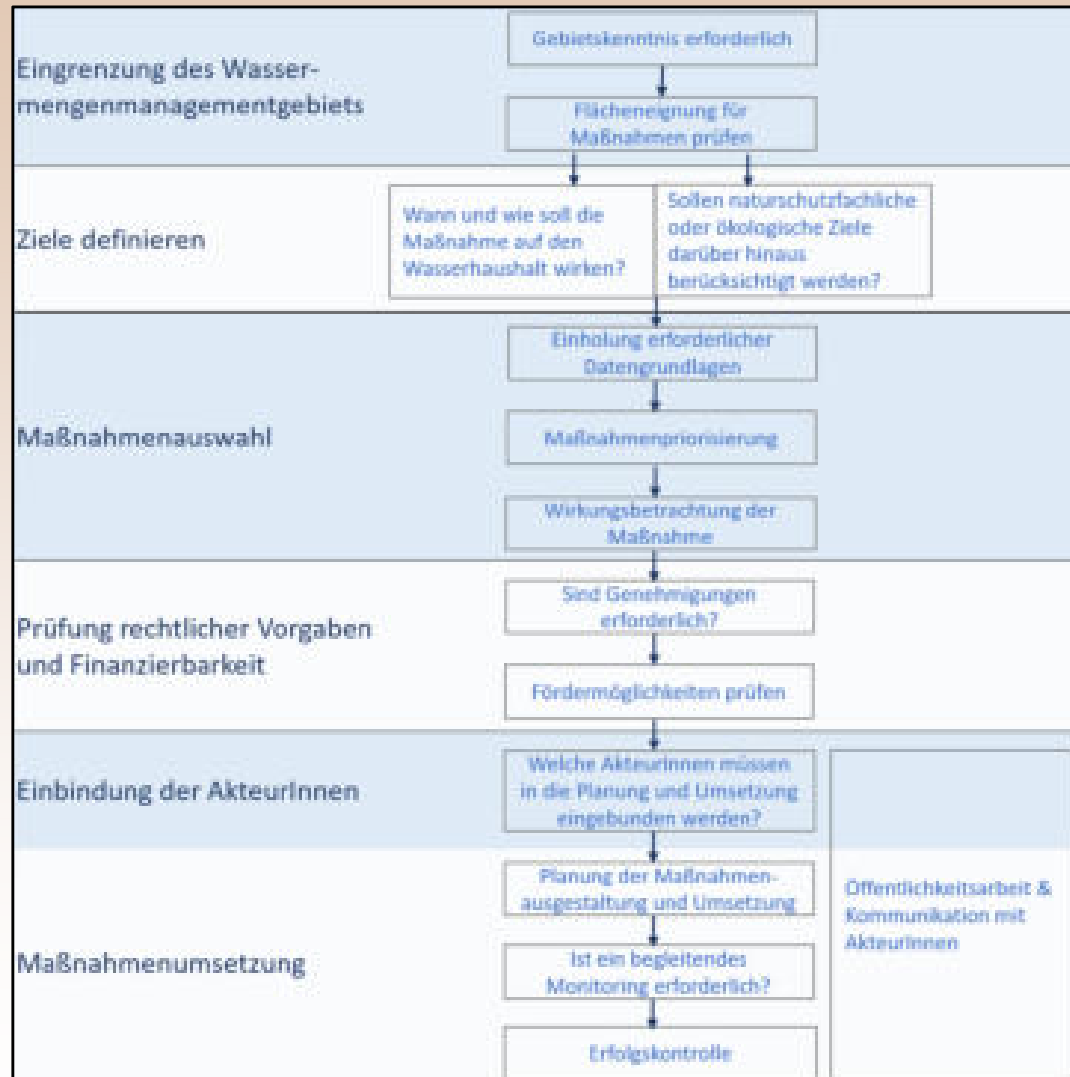 Eingrenzung des Wasser-
mengenmanagementgebiets
Gebietskenntnis erforderlich
Flächeneignung für
Maßnahmen prüfen
Ziele definieren
Wann und wie soll die
Maßnahme auf den
Wasserhaushalt wirken?
Sollen naturschutzfachliche
oder ökologische Ziele
darüber hinaus
berücksichtigt werden?
Maßnahmenauswahl
Einholung erforderlicher
Datengrundlagen
Maßnahmenpriorisierung
Wirkungsbetrachtung der
Maßnahme
Prüfung rechtlicher Vorgaben
und Finanzierbarkeit
Sind Genehmigungen
erforderlich?
Fördermöglichkeiten prüfen
Einbindung der AkteurInnen
Welche AkteurInnen müssen
in die Planung und Umsetzung
eingebunden werden?
Maßnahmenumsetzung
Planung der Maßnahmen-
ausgestaltung und Umsetzung
Ist ein begleitendes
Monitoring erforderlich?
Erfolgskontrolle
Öffentlichkeitsarbeit &
Kommunikation mit
AkteurInnen